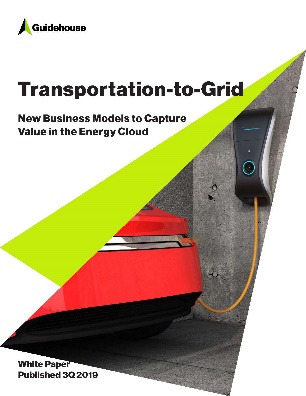 Guidehouse
Transportation-to-Grid
New Business Models to Capture
Value in the Energy Cloud
White Paper
Published 3Q 2019